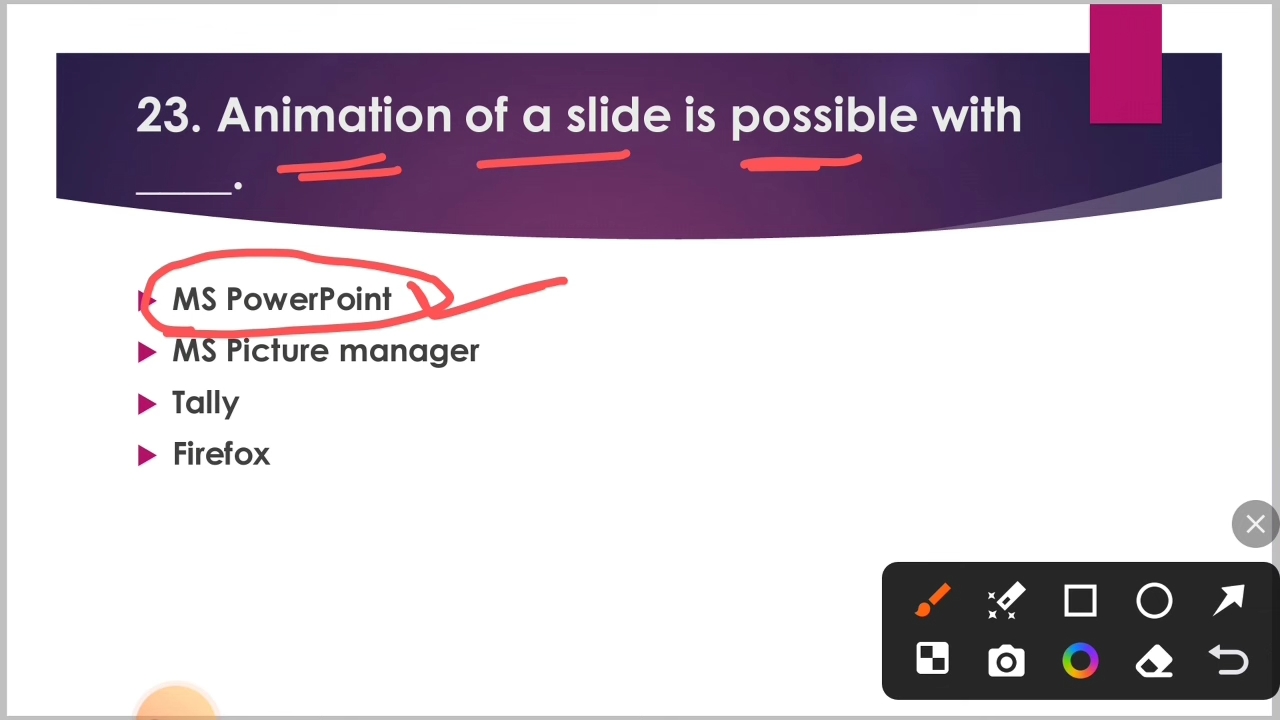 23. Animation of a slide is possible with
_____.
MS PowerPoint
MS Picture manager
Tally
Firefox